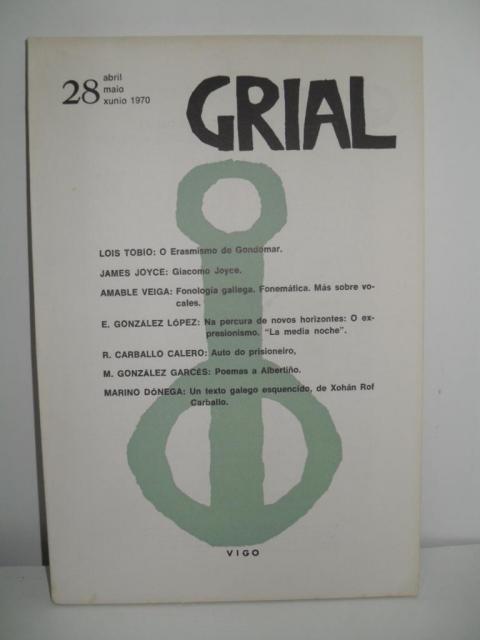 28 abril
maio
xunio 1970
GRIAL
LOIS TOBIO: O Erasmismo de Gondomar.
JAMES JOYCE: Giacomo Joyce.
AMABLE VEIGA: Fonología gallega. Fonemática. Más sobre vo-
cales.
E. GONZÁLEZ LÓPEZ: Na percura de novos horizontes: O ex-
presionismo. "La media noche".
R. CARBALLO CALERO: Auto do prisioneiro,
M. GONZÁLEZ GARCÉS: Poemas a Albertiño.
MARINO DÓNEGA: Un texto galego esquencido, de Xohán Rof
Carballo.
VIGO